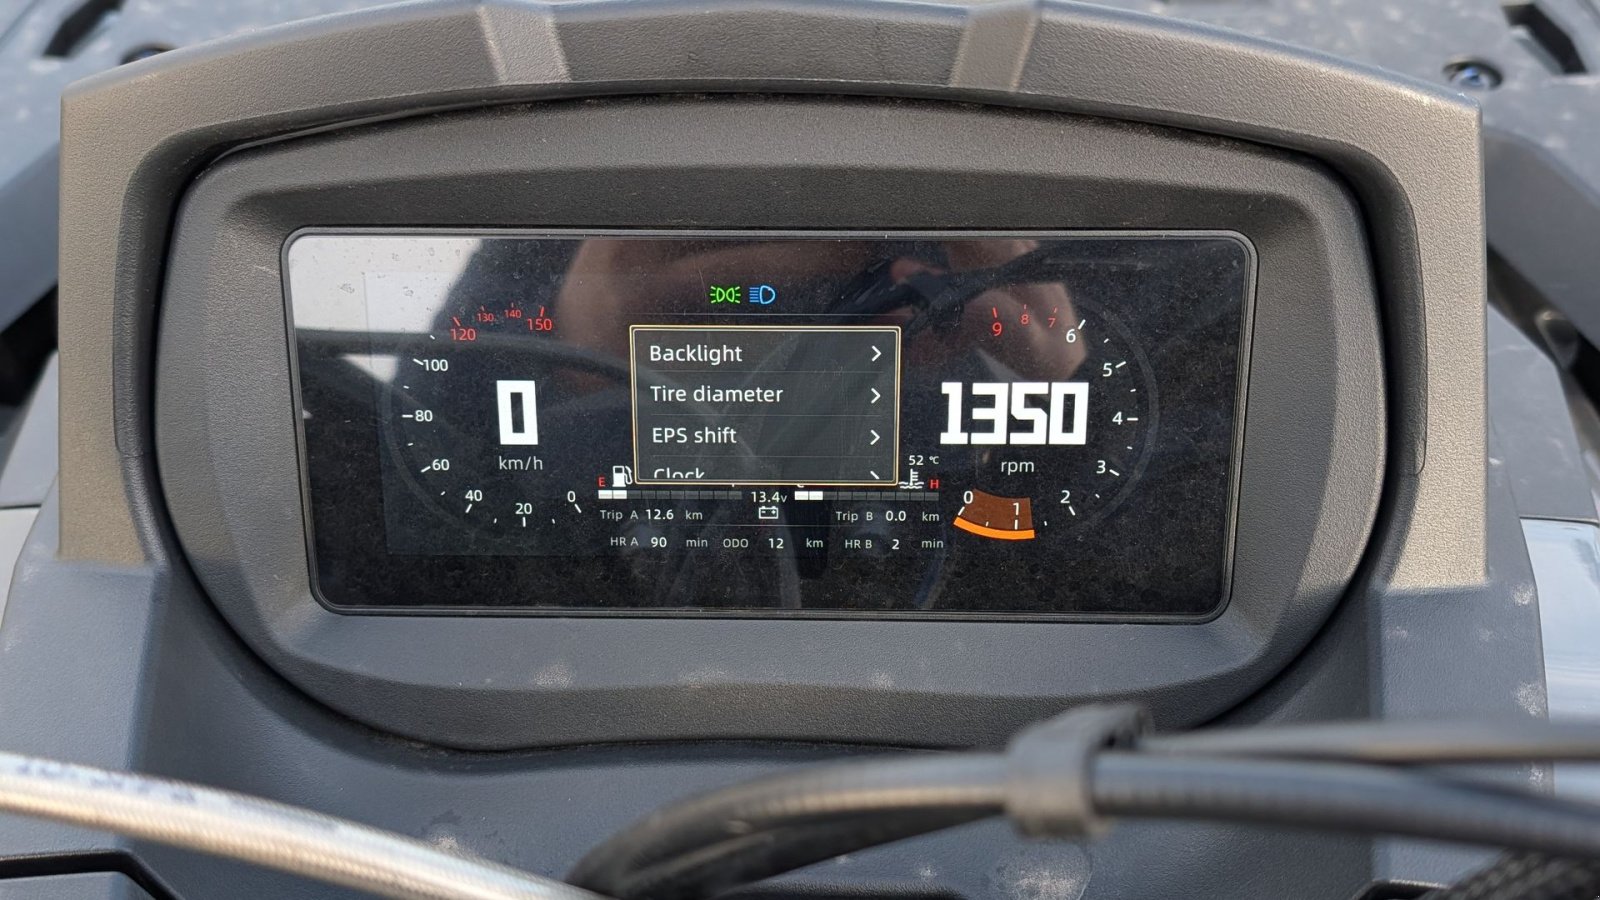 120 130 140 150
100
80
60
40
20
0
0
km/h
Backlight
Tire diameter
EPS shift
Clock
9 8 7 6
5
4
3
2
1
0
1350
rpm
E
52 ℃
H
13.4v
Trip A 12.6 km
Trip B 0.0 km
HR A 90 min ODO 12 km HR B 2 min